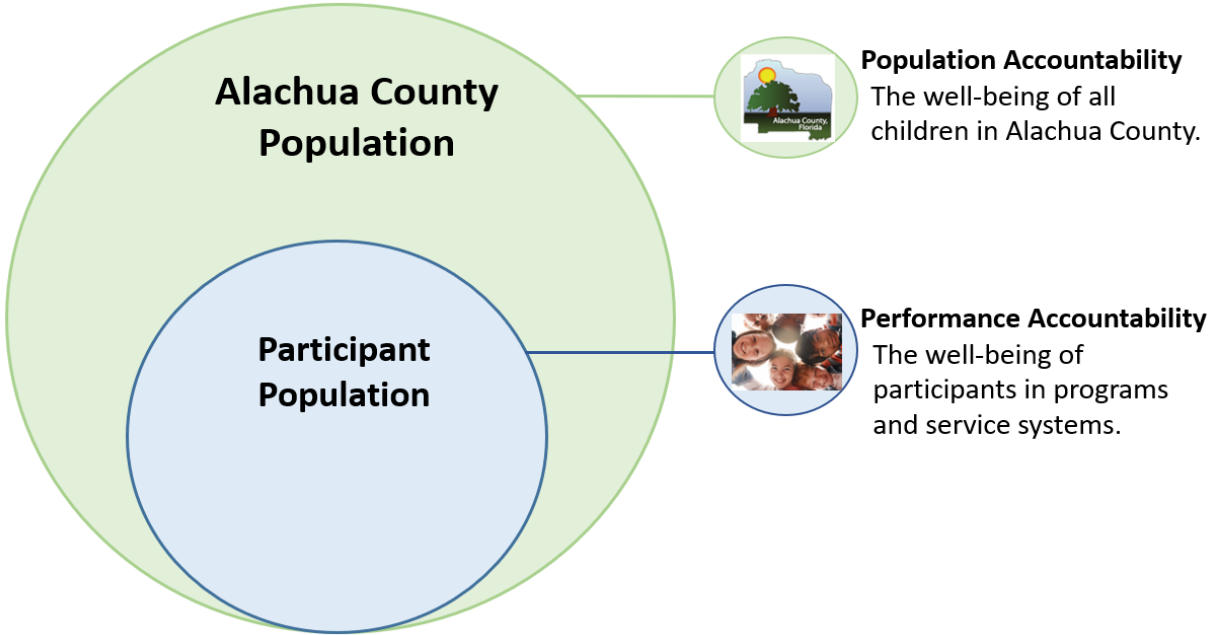 Alachua County
Population
Participant
Population
Alachua County,
Florida
Population Accountability
The well-being of all
children in Alachua County.
Performance Accountability
The well-being of
participants in programs
and service systems.